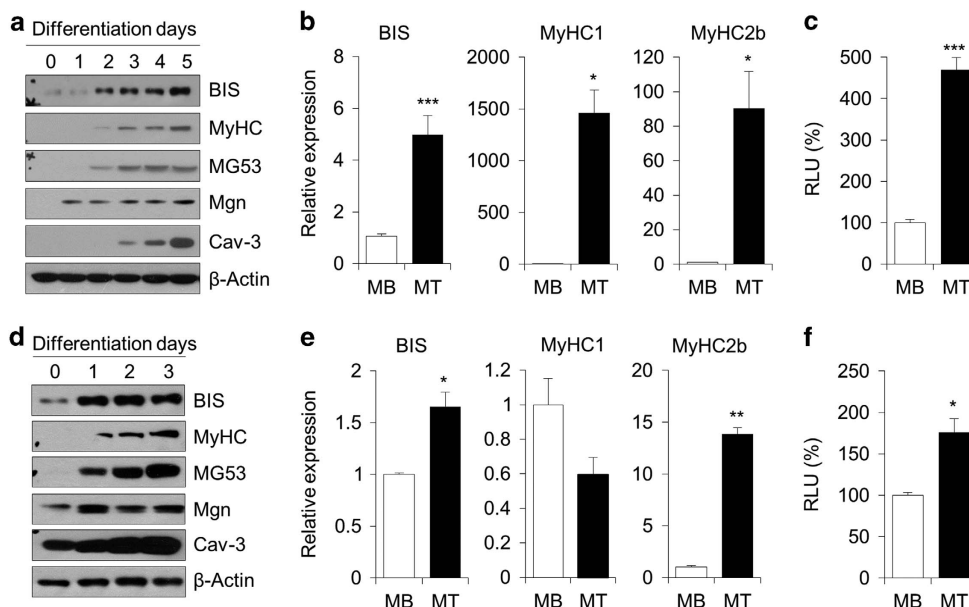 a
Differentiation days
0 1 2 3 4 5
BIS
MyHC
MG53
Mgn
Cav-3
β-Actin
b
BIS
MyHC1
MyHC2b
Relative expression
8
6
4
2
0
***
MB MT
2000
1500
1000
500
0
*
MB MT
120
100
80
60
40
20
0
*
MB MT
c
RLU (%)
500
400
300
200
100
0
***
MB MT
d
Differentiation days
0 1 2 3
BIS
MyHC
MG53
Mgn
Cav-3
β-Actin
e
BIS
MyHC1
MyHC2b
Relative expression
2
1.5
1
0.5
0
*
MB MT
1.2
1
0.8
0.6
0.4
0.2
0
MB MT
20
15
10
5
0
**
MB MT
f
RLU (%)
250
200
150
100
50
0
*
MB MT